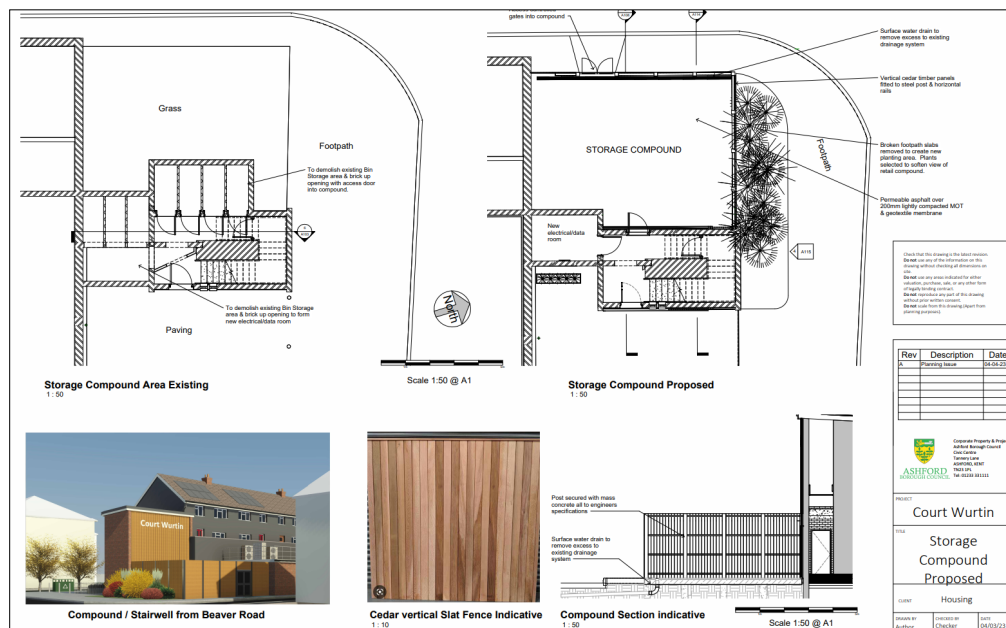 gates into compound
Surface water drain to
remove excess to existing
drainage system
Vertical cedar timber panels
fitted to steel post & horizontal
rails
Grass
Footpath
To demolish existing Bin
Storage area & brick up
opening with access door
into compound.
STORAGE COMPOUND
Footpath
Broken footpath slabs
removed to create new
planting area. Plants
selected to soften view of
retail compound.
Permeable asphalt over
200mm lightly compacted MOT
& geotextile membrane
New
electrical/data
room
A115
To demolish existing Bin Storage
area & brick up opening to form
new electrical/data room
Paving
North
Check that this drawing is the latest revision.
Do not use any of the information on this
drawing without checking all dimensions on
site.
Do not use any areas indicated for either
valuation, purchase, sale, or any other form
of legally binding contract.
Do not reproduce any part of this drawing
without prior written consent.
Do not scale from this drawing (Apart from
planning purposes).
Storage Compound Area Existing
1 : 50
Scale 1:50 @ A1
Storage Compound Proposed
1 : 50
Rev Description Date
A Planning Issue 04-04-23
Court Wurtin
Compound / Stairwell from Beaver Road
Cedar vertical Slat Fence Indicative
1 : 10
Post secured with mass
concrete all to engineers
specifications
Surface water drain to
remove excess to
existing drainage
system
Compound Section indicative
1 : 50
Scale 1:50 @ A1
ASHFORD
BOROUGH COUNCIL
Corporate Property & Proje
Ashford Borough Council
Civic Centre
Tannery Lane
ASHFORD, KENT
TN23 1PL
Tel: 01233 331111
PROJECT
Court Wurtin
TITLE
Storage
Compound
Proposed
CLIENT
Housing
DRAWN BY
Author
CHECKED BY
Checker
DATE
04/03/23